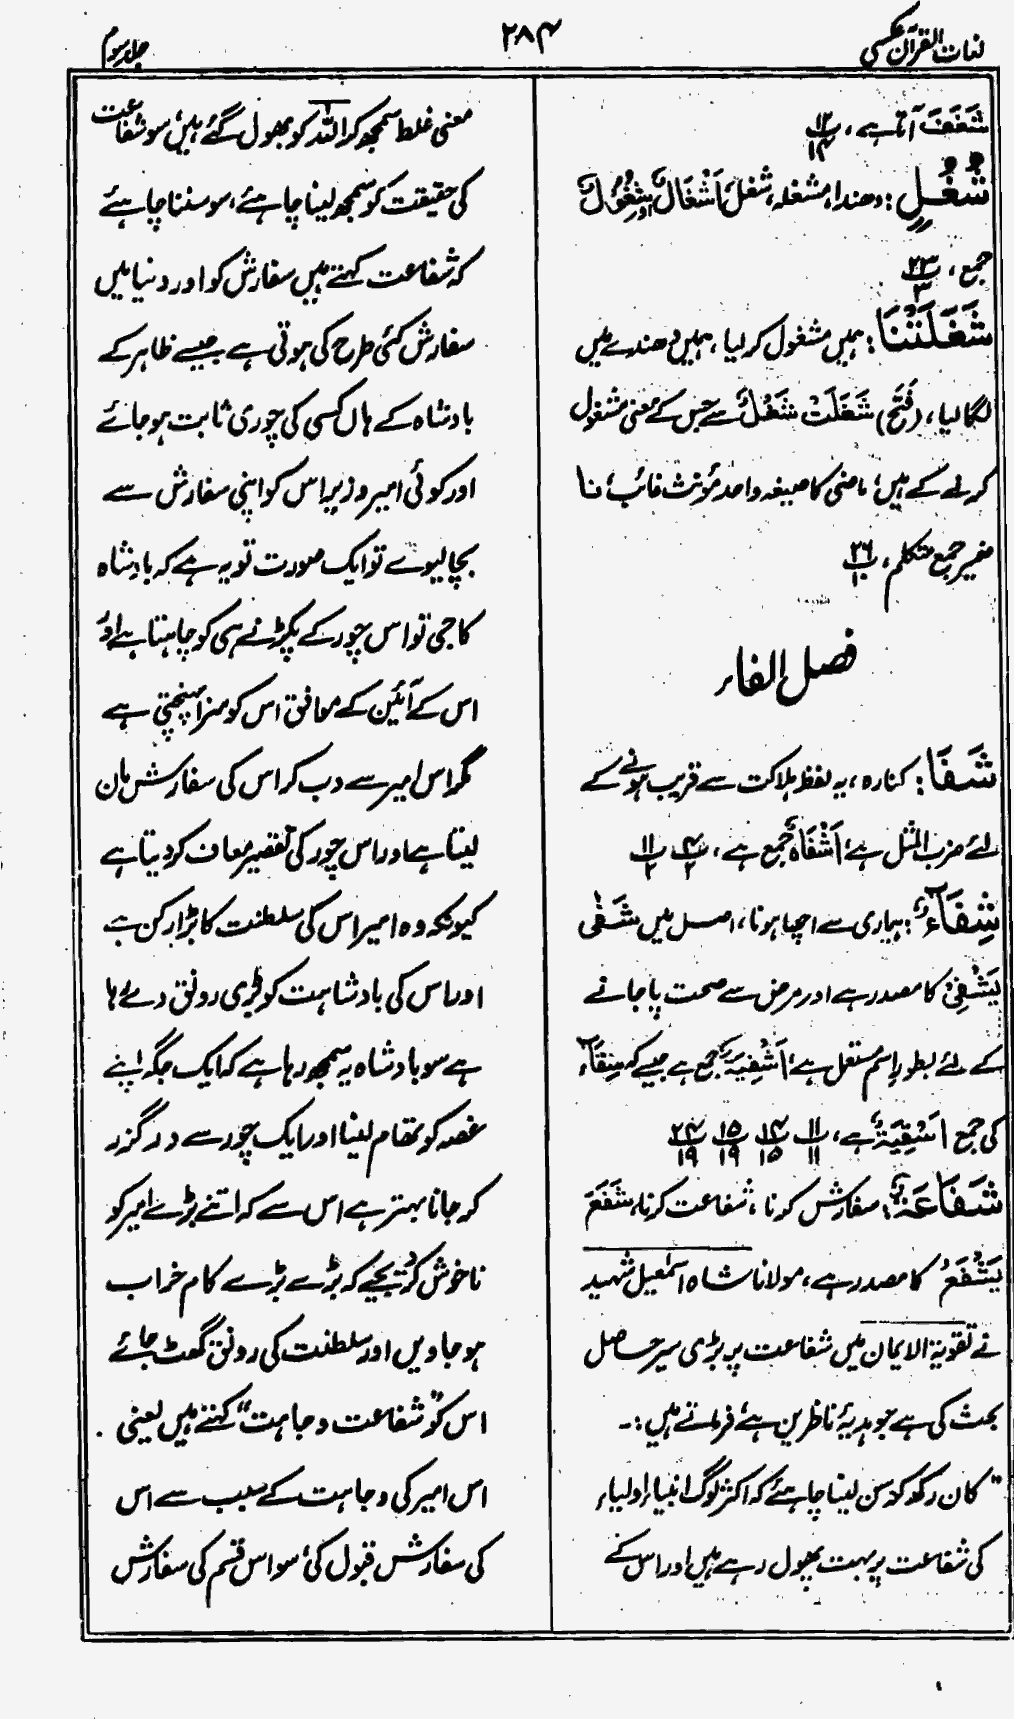 لغات القرآن عکسی
۲۸۴
جلد سوم
شَغَفَ آتا ہے، ۱۲/۱۴
شُغُلٍ: دھندا، مشغلہ، شغل، اَشْغَالٌ اور شُغُوْلٌ
جمع، ۲۳/۳
شَغَلَتْنَا: ہمیں مشغول کر لیا، ہمیں دھندے میں
لگا لیا، (فَتَحَ) شَغَلَتْ شَغْلٌ سے جس کے معنی مشغول
کرلے کے ہیں، ماضی کا صیغہ واحد مؤنث غائب، نَا
ضمیر جمع متکلم، ۲۶/۱۰
فصل الفاء
شَفَا: کنارہ، یہ لفظ ہلاکت سے قریب ہونے کے
لئے ضرب المثل ہے، اَشْفَاہٌ جمع ہے، ۴/۲ ۱۱/۲
شِفَآءٌ: بیماری سے اچھا ہونا، اصل میں شَفٰی
یَشْفِیْ کا مصدر ہے اور مرض سے صحت پا جانے
کے لئے بطور اسم مستعمل ہے، اَشْفِیَۃٌ جمع ہے جیسے کہ سِقَآءٌ
کی جمع اَسْقِیَۃٌ ہے، ۱۱/۱۱ ۱۴/۱۵ ۱۵/۱۹ ۲۴/۱۹
شَفَاعَۃٌ: سفارش کرنا، شفاعت کرنا، شَفَعَ
یَشْفَعُ کا مصدر ہے، مولانا شاہ اسمٰعیل شہید
نے تقویۃ الایمان میں شفاعت پر بڑی سیر حاصل
بحث کی ہے جو ہدیۂ ناظرین ہے، فرماتے ہیں:۔
"کان رکھ کر سن لینا چاہئے کہ اکثر لوگ انبیا اولیاء
کی شفاعت پر بہت پھول رہے ہیں اور اس کے
معنی غلط سمجھ کر اللہ کو بھول گئے ہیں، سو شفاعت
کی حقیقت کو سمجھ لینا چاہئے، سو سننا چاہئے
کہ شفاعت کہتے ہیں سفارش کو اور دنیا میں
سفارش کئی طرح کی ہوتی ہے جیسے ظاہر کے
بادشاہ کے ہاں کسی کی چوری ثابت ہو جائے
اور کوئی امیر و زیر اس کو اپنی سفارش سے
بچا لیوے تو ایک صورت تو یہ ہے کہ بادشاہ
کا جی تو اس چور کے پکڑنے ہی کو چاہتا ہے اور
اس کے آئین کے موافق اس کو سزا پہنچتی ہے
مگر اس امیر سے دب کر اس کی سفارش مان
لیتا ہے اور اس چور کی تقصیر معاف کر دیتا ہے
کیونکہ وہ امیر اس کی سلطنت کا بڑا رکن ہے
اور اس کی بادشاہت کو بڑی رونق دے رہا
ہے سو بادشاہ یہ سمجھ رہا ہے کہ ایک جگہ اپنے
غصہ کو تھام لینا اور ایک چور سے درگزر
کر جانا بہتر ہے اس سے کہ اتنے بڑے امیر کو
ناخوش کر دیجیے کہ بڑے بڑے کام خراب
ہو جاویں اور سلطنت کی رونق گھٹ جائے
اس کو "شفاعت وجاہت" کہتے ہیں یعنی
اس امیر کی وجاہت کے سبب سے اس
کی سفارش قبول کی، سو اس قسم کی سفارش